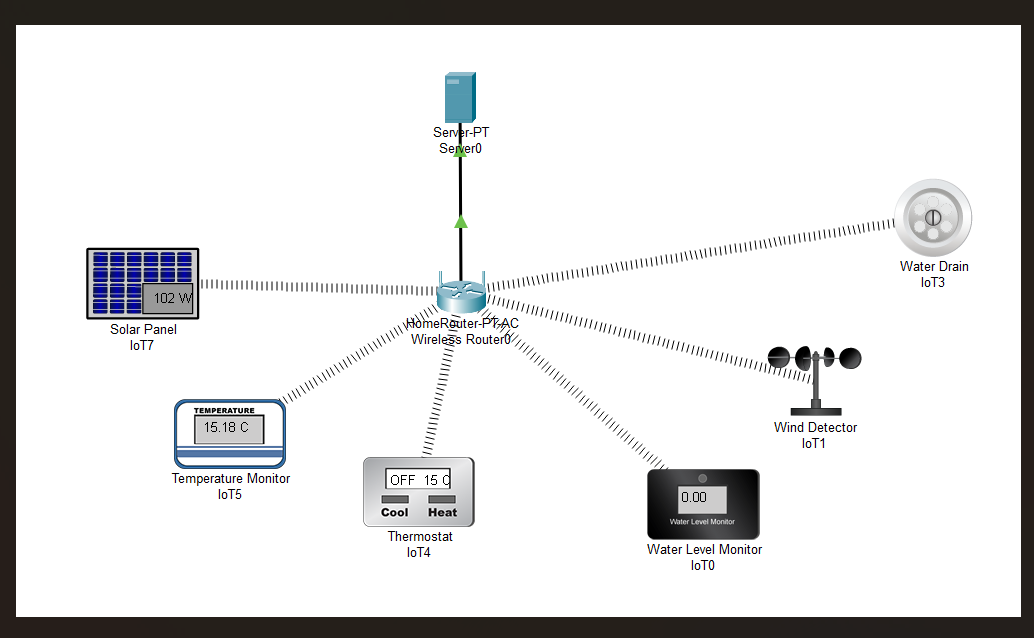 Server-PT
Server0
Water Drain
IoT3
102 W
Solar Panel
IoT7
HomeRouter-PT-AC
Wireless Router0
Wind Detector
IoT1
TEMPERATURE
15.18 C
Temperature Monitor
IoT5
OFF 15 C
Cool Heat
Thermostat
IoT4
0.00
Water Level Monitor
Water Level Monitor
IoT0